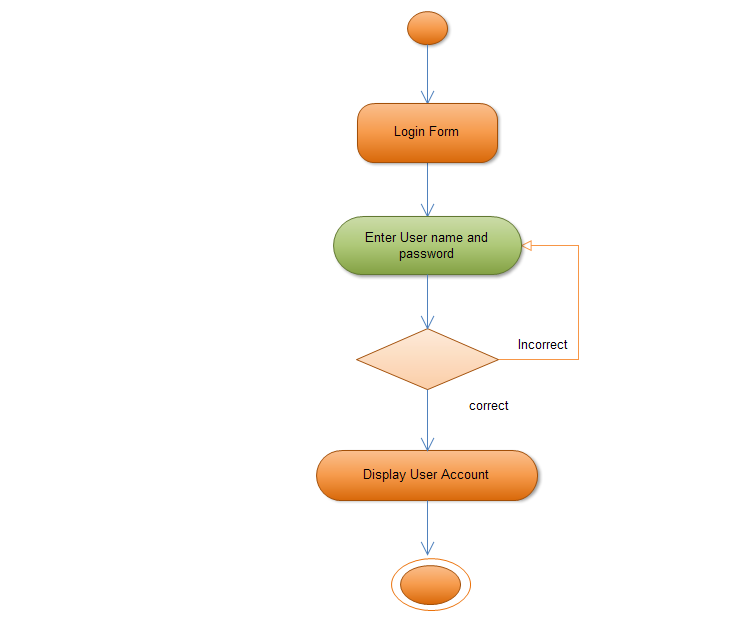 Login Form
Enter User name and
password
Incorrect
correct
Display User Account